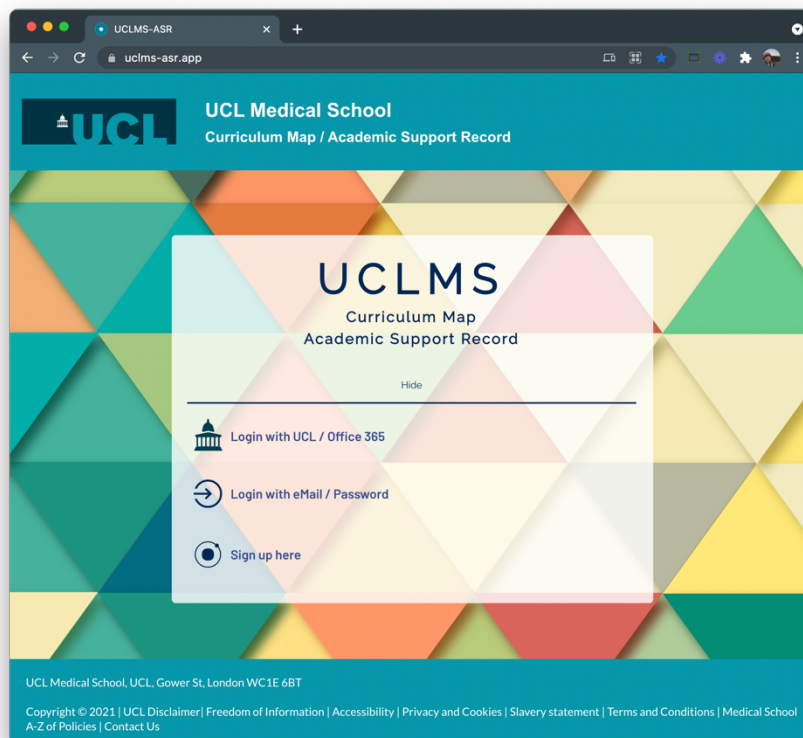 UCLMS-ASR
uclms-asr.app
UCL
UCL Medical School
Curriculum Map / Academic Support Record
UCLMS
Curriculum Map
Academic Support Record
Hide
Login with UCL / Office 365
Login with eMail / Password
Sign up here
UCL Medical School, UCL, Gower St, London WC1E 6BT
Copyright © 2021 | UCL Disclaimer| Freedom of Information | Accessibility | Privacy and Cookies | Slavery statement | Terms and Conditions | Medical School
A-Z of Policies | Contact Us